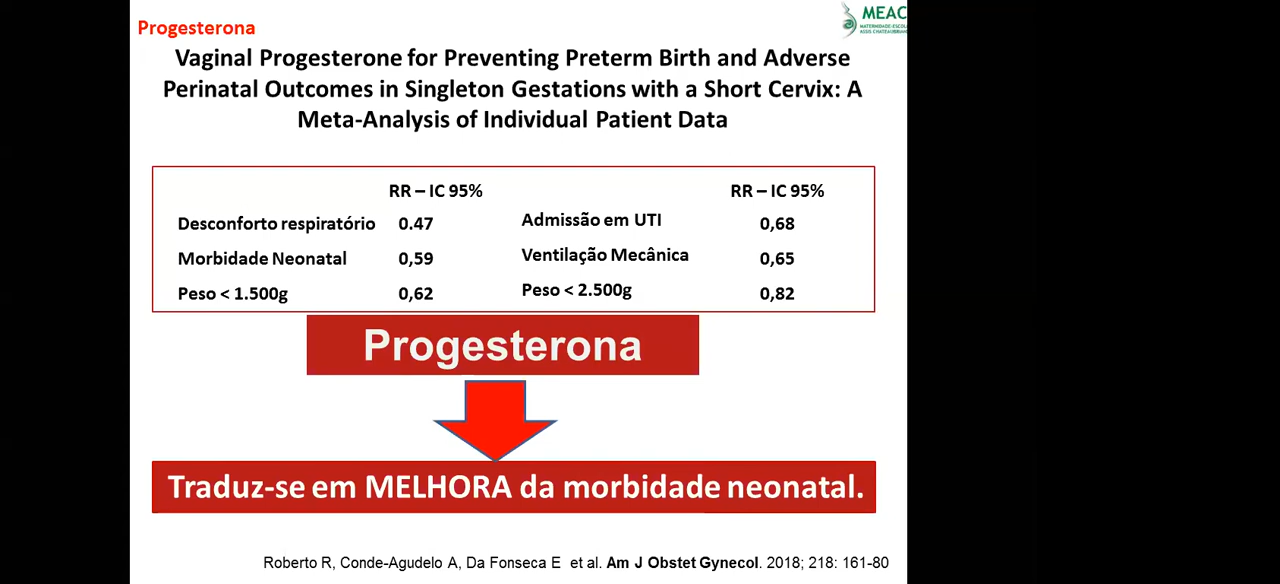 Progesterona
MEAC
MATERNIDADE-ESCOLA
ASSIS CHATEAUBRIAND
Vaginal Progesterone for Preventing Preterm Birth and Adverse
Perinatal Outcomes in Singleton Gestations with a Short Cervix: A
Meta-Analysis of Individual Patient Data
RR – IC 95% RR – IC 95%
Desconforto respiratório 0.47 Admissão em UTI 0,68
Morbidade Neonatal 0,59 Ventilação Mecânica 0,65
Peso < 1.500g 0,62 Peso < 2.500g 0,82
Progesterona
Traduz-se em MELHORA da morbidade neonatal.
Roberto R, Conde-Agudelo A, Da Fonseca E et al. Am J Obstet Gynecol. 2018; 218: 161-80